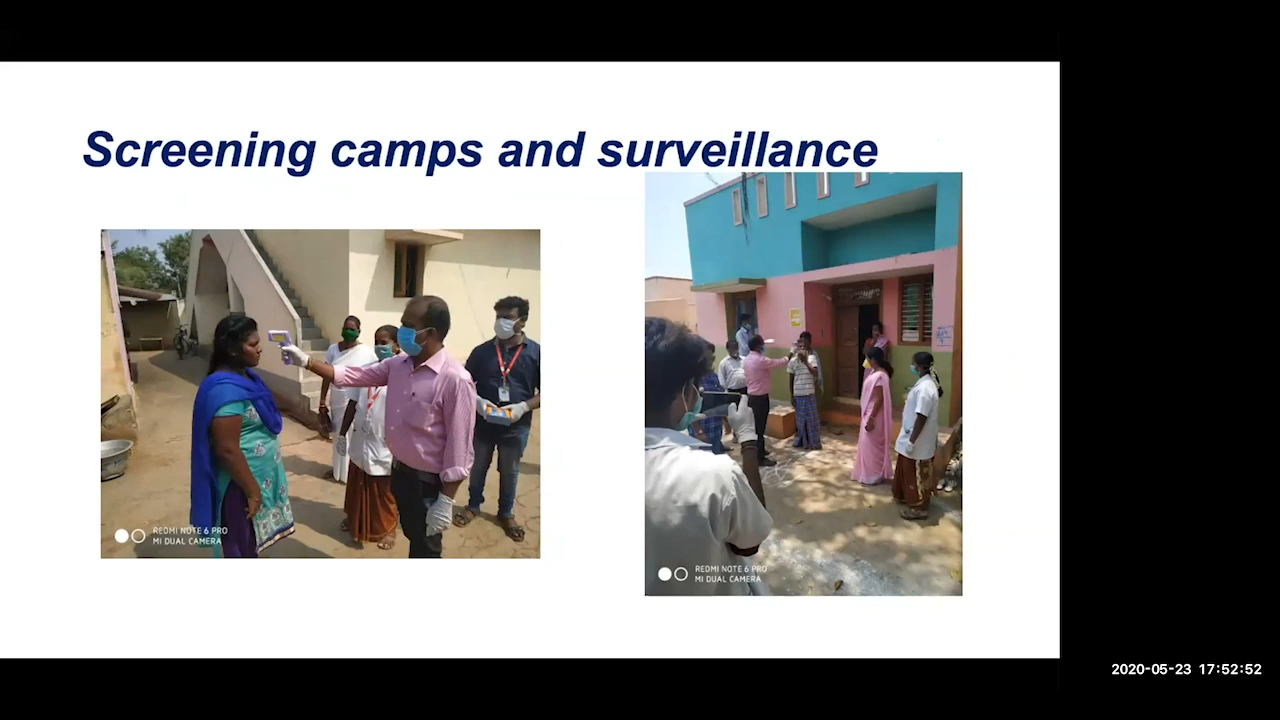 Screening camps and surveillance
REDMI NOTE 6 PRO
MI DUAL CAMERA
REDMI NOTE 6 PRO
MI DUAL CAMERA
2020-05-23 17:52:52